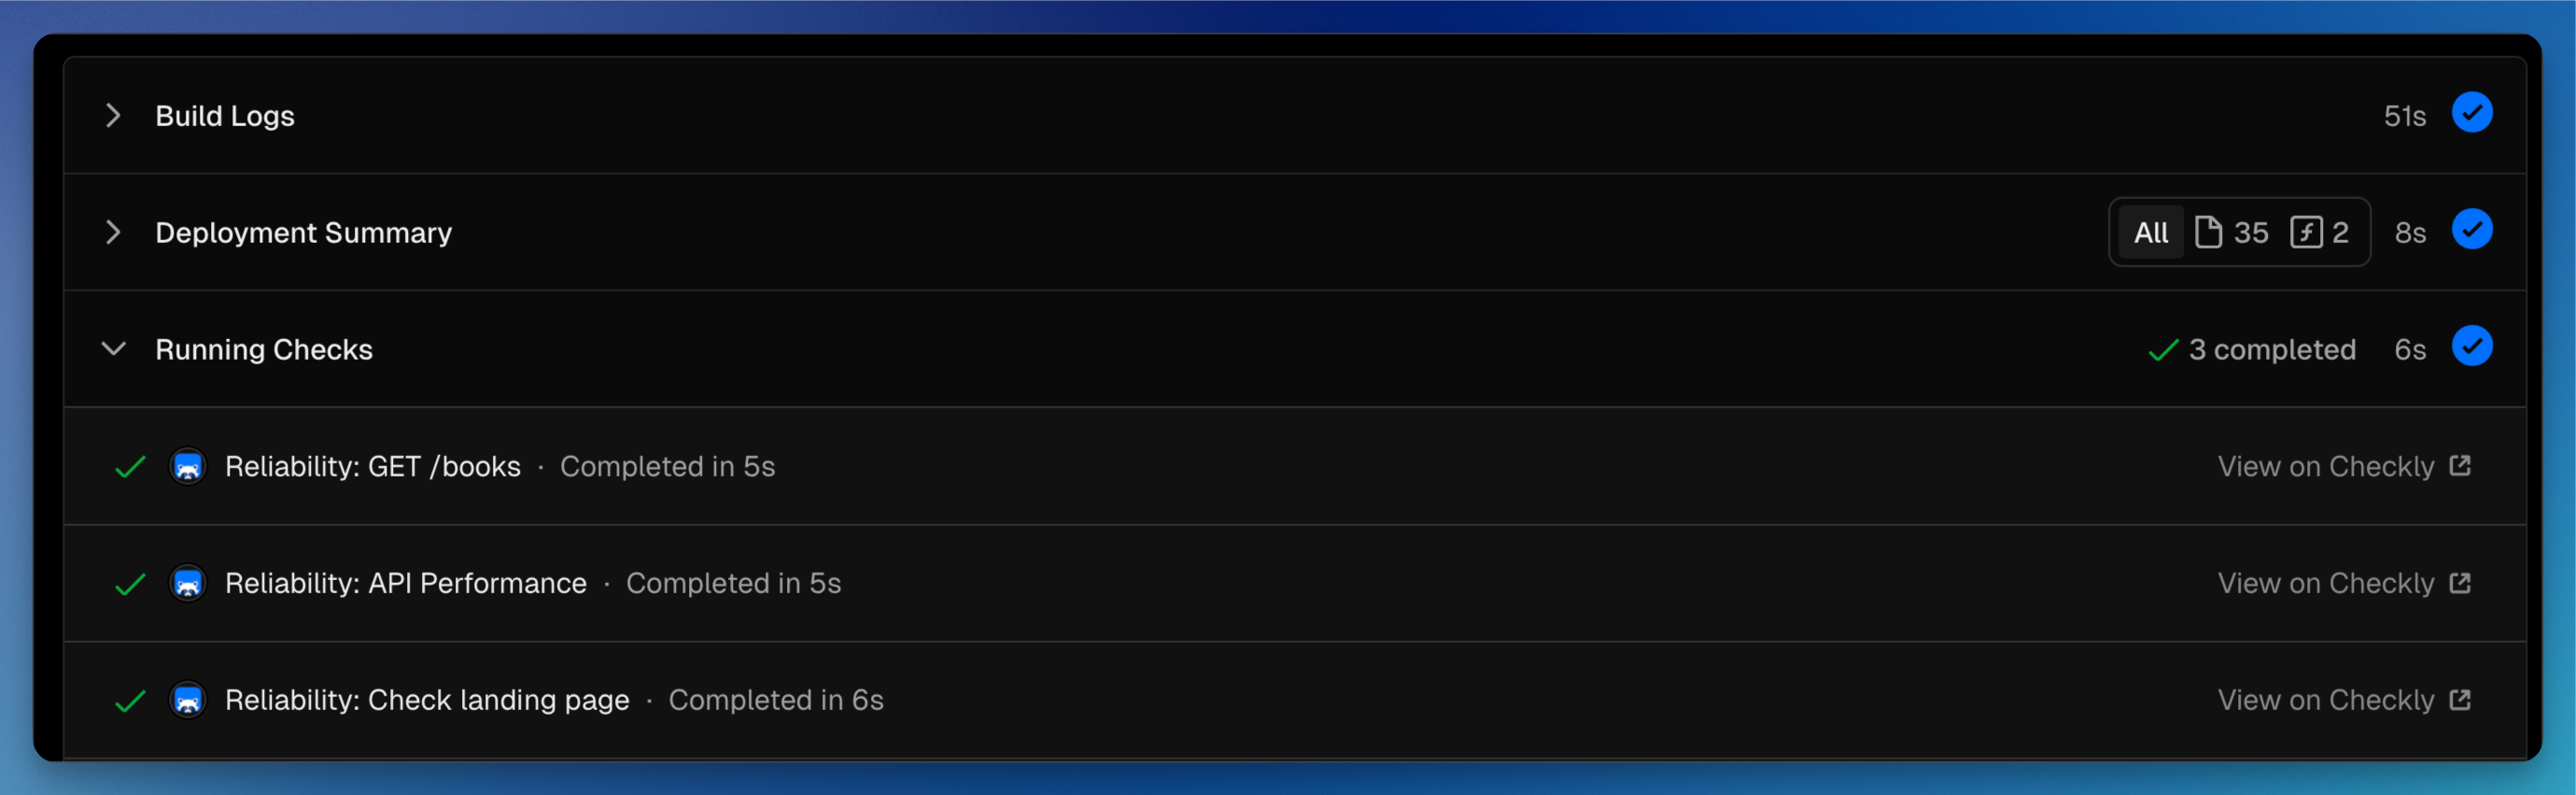 Build Logs 51s
Deployment Summary All 35 2 8s
Running Checks 3 completed 6s
Reliability: GET /books · Completed in 5s View on Checkly
Reliability: API Performance · Completed in 5s View on Checkly
Reliability: Check landing page · Completed in 6s View on Checkly